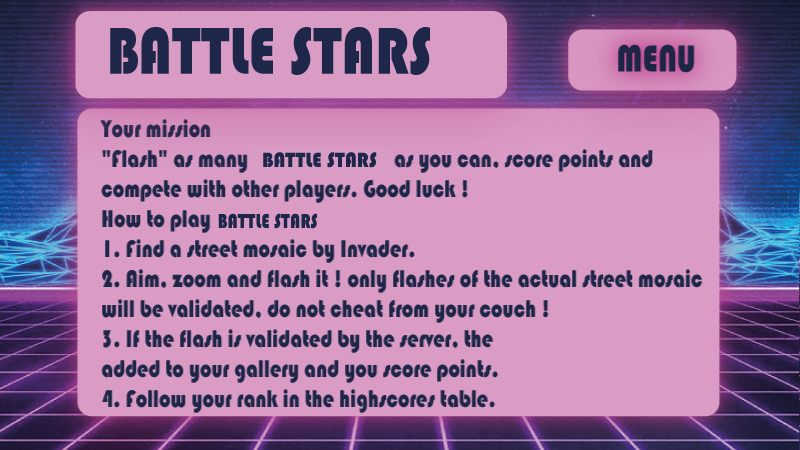 BATTLE STARS
MENU
Your mission
"Flash" as many BATTLE STARS as you can, score points and
compete with other players. Good luck !
How to play BATTLE STARS
1. Find a street mosaic by Invader.
2. Aim, zoom and flash it ! only flashes of the actual street mosaic
will be validated, do not cheat from your couch !
3. If the flash is validated by the server, the
added to your gallery and you score points.
4. Follow your rank in the highscores table.